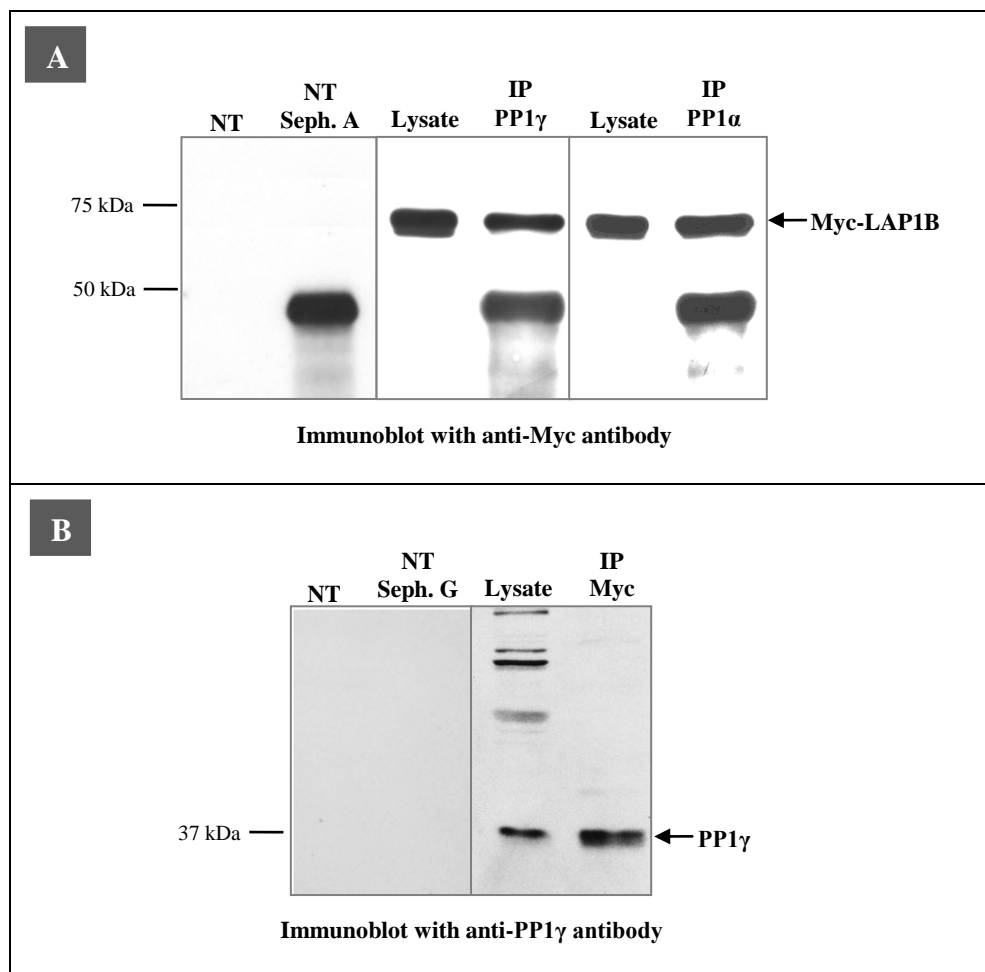 A
NT
NT
Seph. A
Lysate
IP
PP1γ
Lysate
IP
PP1α
75 kDa
Myc-LAP1B
50 kDa
Immunoblot with anti-Myc antibody
B
NT
NT
Seph. G
Lysate
IP
Myc
37 kDa
PP1γ
Immunoblot with anti-PP1γ antibody